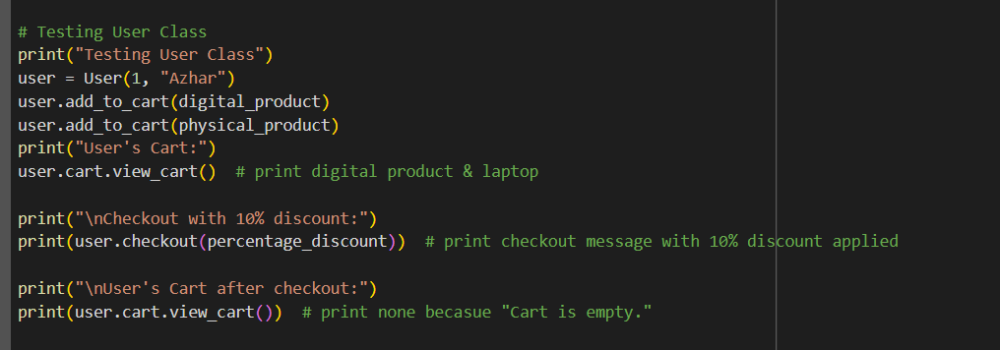 # Testing User Class
print("Testing User Class")
user = User(1, "Azhar")
user.add_to_cart(digital_product)
user.add_to_cart(physical_product)
print("User's Cart:")
user.cart.view_cart()  # print digital product & laptop
print("\nCheckout with 10% discount:")
print(user.checkout(percentage_discount))  # print checkout message with 10% discount applied
print("\nUser's Cart after checkout:")
print(user.cart.view_cart())  # print none becasue "Cart is empty."